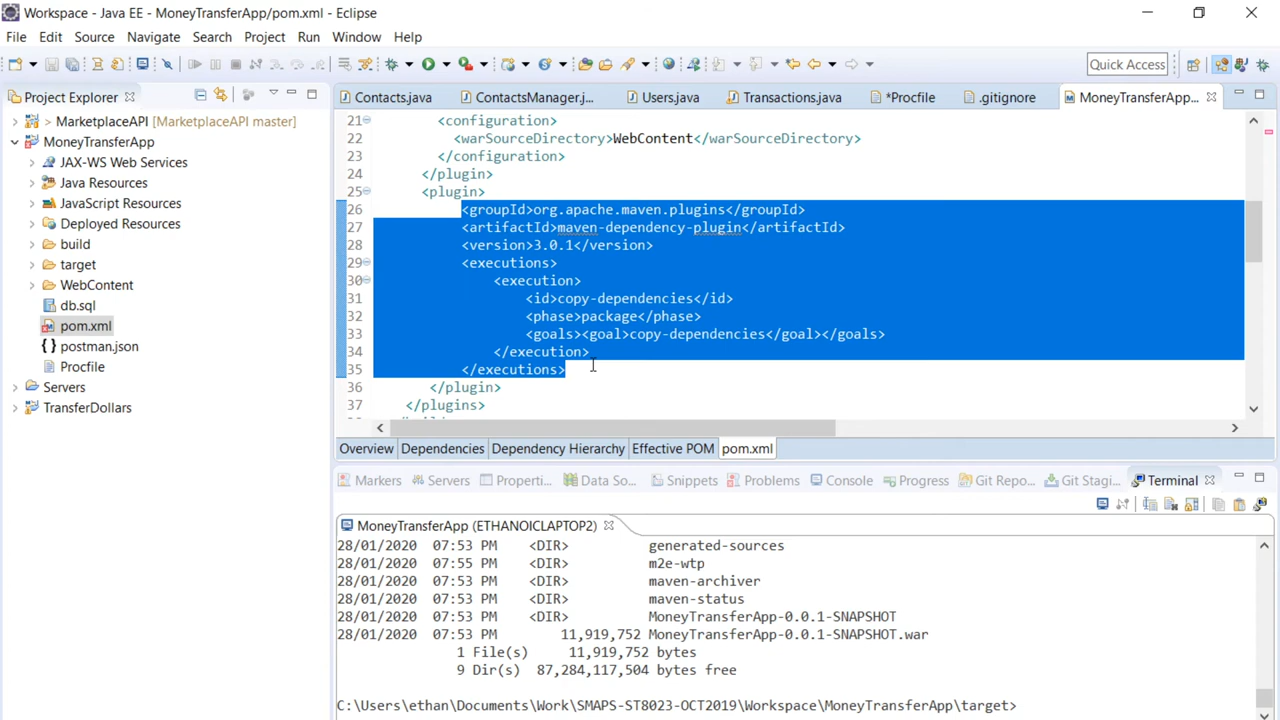 Workspace - Java EE - MoneyTransferApp/pom.xml - Eclipse
File Edit Source Navigate Search Project Run Window Help
Quick Access
Project Explorer
Contacts.java ContactsManager.j... Users.java Transactions.java *Procfile .gitignore MoneyTransferApp...
> MarketplaceAPI [MarketplaceAPI master]
MoneyTransferApp
JAX-WS Web Services
Java Resources
JavaScript Resources
Deployed Resources
build
target
WebContent
db.sql
pom.xml
postman.json
Procfile
Servers
TransferDollars
21 <configuration>
22 <warSourceDirectory>WebContent</warSourceDirectory>
23 </configuration>
24 </plugin>
25 <plugin>
26 <groupId>org.apache.maven.plugins</groupId>
27 <artifactId>maven-dependency-plugin</artifactId>
28 <version>3.0.1</version>
29 <executions>
30 <execution>
31 <id>copy-dependencies</id>
32 <phase>package</phase>
33 <goals><goal>copy-dependencies</goal></goals>
34 </execution>
35 </executions>
36 </plugin>
37 </plugins>
Overview Dependencies Dependency Hierarchy Effective POM pom.xml
Markers Servers Properti... Data So... Snippets Problems Console Progress Git Repo... Git Stagi... Terminal
MoneyTransferApp (ETHANOICLAPTOP2)
28/01/2020 07:53 PM <DIR> generated-sources
28/01/2020 07:55 PM <DIR> m2e-wtp
28/01/2020 07:53 PM <DIR> maven-archiver
28/01/2020 07:53 PM <DIR> maven-status
28/01/2020 07:53 PM <DIR> MoneyTransferApp-0.0.1-SNAPSHOT
28/01/2020 07:53 PM 11,919,752 MoneyTransferApp-0.0.1-SNAPSHOT.war
1 File(s) 11,919,752 bytes
9 Dir(s) 87,284,117,504 bytes free
C:\Users\ethan\Documents\Work\SMAPS-ST8023-OCT2019\Workspace\MoneyTransferApp\target>